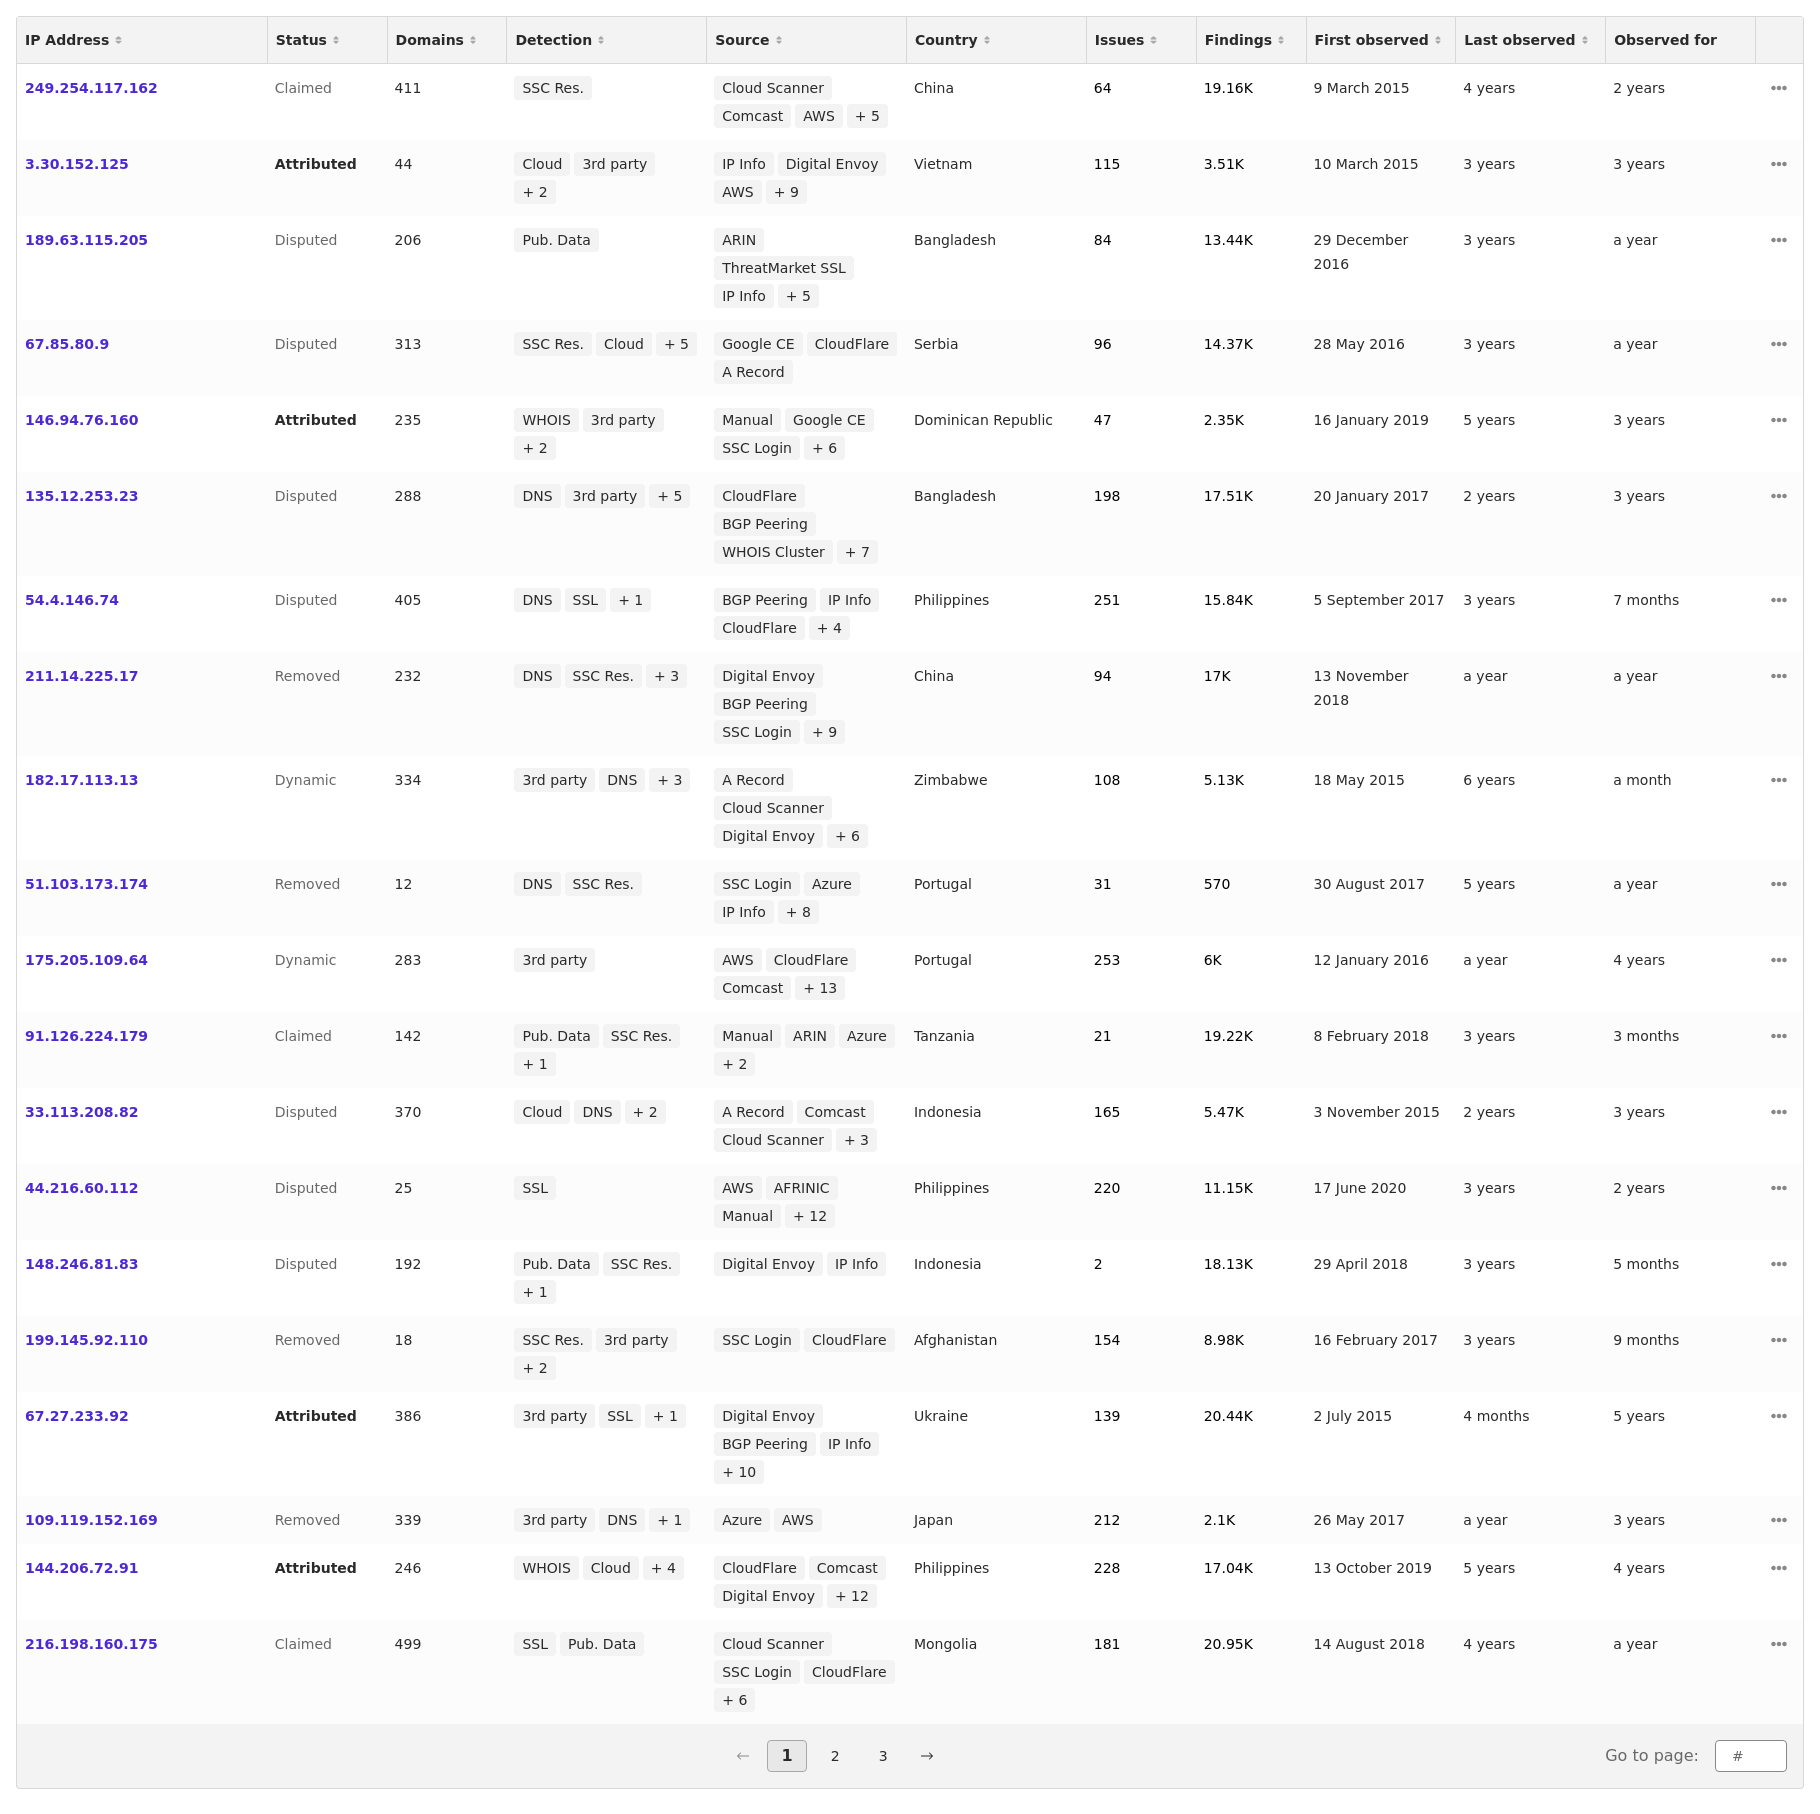 IP Address Status Domains Detection Source Country Issues Findings First observed Last observed Observed for
249.254.117.162 Claimed 411 SSC Res. Cloud Scanner China 64 19.16K 9 March 2015 4 years 2 years •••
Comcast AWS + 5
3.30.152.125 Attributed 44 Cloud 3rd party IP Info Digital Envoy Vietnam 115 3.51K 10 March 2015 3 years 3 years •••
+ 2 AWS + 9
189.63.115.205 Disputed 206 Pub. Data ARIN Bangladesh 84 13.44K 29 December 3 years a year •••
ThreatMarket SSL 2016
IP Info + 5
67.85.80.9 Disputed 313 SSC Res. Cloud + 5 Google CE CloudFlare Serbia 96 14.37K 28 May 2016 3 years a year •••
A Record
146.94.76.160 Attributed 235 WHOIS 3rd party Manual Google CE Dominican Republic 47 2.35K 16 January 2019 5 years 3 years •••
+ 2 SSC Login + 6
135.12.253.23 Disputed 288 DNS 3rd party + 5 CloudFlare Bangladesh 198 17.51K 20 January 2017 2 years 3 years •••
BGP Peering
WHOIS Cluster + 7
54.4.146.74 Disputed 405 DNS SSL + 1 BGP Peering IP Info Philippines 251 15.84K 5 September 2017 3 years 7 months •••
CloudFlare + 4
211.14.225.17 Removed 232 DNS SSC Res. + 3 Digital Envoy China 94 17K 13 November a year a year •••
BGP Peering 2018
SSC Login + 9
182.17.113.13 Dynamic 334 3rd party DNS + 3 A Record Zimbabwe 108 5.13K 18 May 2015 6 years a month •••
Cloud Scanner
Digital Envoy + 6
51.103.173.174 Removed 12 DNS SSC Res. SSC Login Azure Portugal 31 570 30 August 2017 5 years a year •••
IP Info + 8
175.205.109.64 Dynamic 283 3rd party AWS CloudFlare Portugal 253 6K 12 January 2016 a year 4 years •••
Comcast + 13
91.126.224.179 Claimed 142 Pub. Data SSC Res. Manual ARIN Azure Tanzania 21 19.22K 8 February 2018 3 years 3 months •••
+ 1 + 2
33.113.208.82 Disputed 370 Cloud DNS + 2 A Record Comcast Indonesia 165 5.47K 3 November 2015 2 years 3 years •••
Cloud Scanner + 3
44.216.60.112 Disputed 25 SSL AWS AFRINIC Philippines 220 11.15K 17 June 2020 3 years 2 years •••
Manual + 12
148.246.81.83 Disputed 192 Pub. Data SSC Res. Digital Envoy IP Info Indonesia 2 18.13K 29 April 2018 3 years 5 months •••
+ 1
199.145.92.110 Removed 18 SSC Res. 3rd party SSC Login CloudFlare Afghanistan 154 8.98K 16 February 2017 3 years 9 months •••
+ 2
67.27.233.92 Attributed 386 3rd party SSL + 1 Digital Envoy Ukraine 139 20.44K 2 July 2015 4 months 5 years •••
BGP Peering IP Info
+ 10
109.119.152.169 Removed 339 3rd party DNS + 1 Azure AWS Japan 212 2.1K 26 May 2017 a year 3 years •••
144.206.72.91 Attributed 246 WHOIS Cloud + 4 CloudFlare Comcast Philippines 228 17.04K 13 October 2019 5 years 4 years •••
Digital Envoy + 12
216.198.160.175 Claimed 499 SSL Pub. Data Cloud Scanner Mongolia 181 20.95K 14 August 2018 4 years a year •••
SSC Login CloudFlare
+ 6
← 1 2 3 → Go to page: #